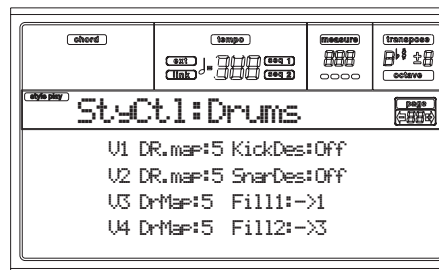 chord
tempo
measure
transpose
ext
link
seq 1
seq 2
octave
style play
StyCtl:Drums
page
V1 DR.map:5 KickDes:Off
V2 DR.map:5 SnarDes:Off
V3 DrMap:5 Fill1:->1
V4 DrMap:5 Fill2:->3